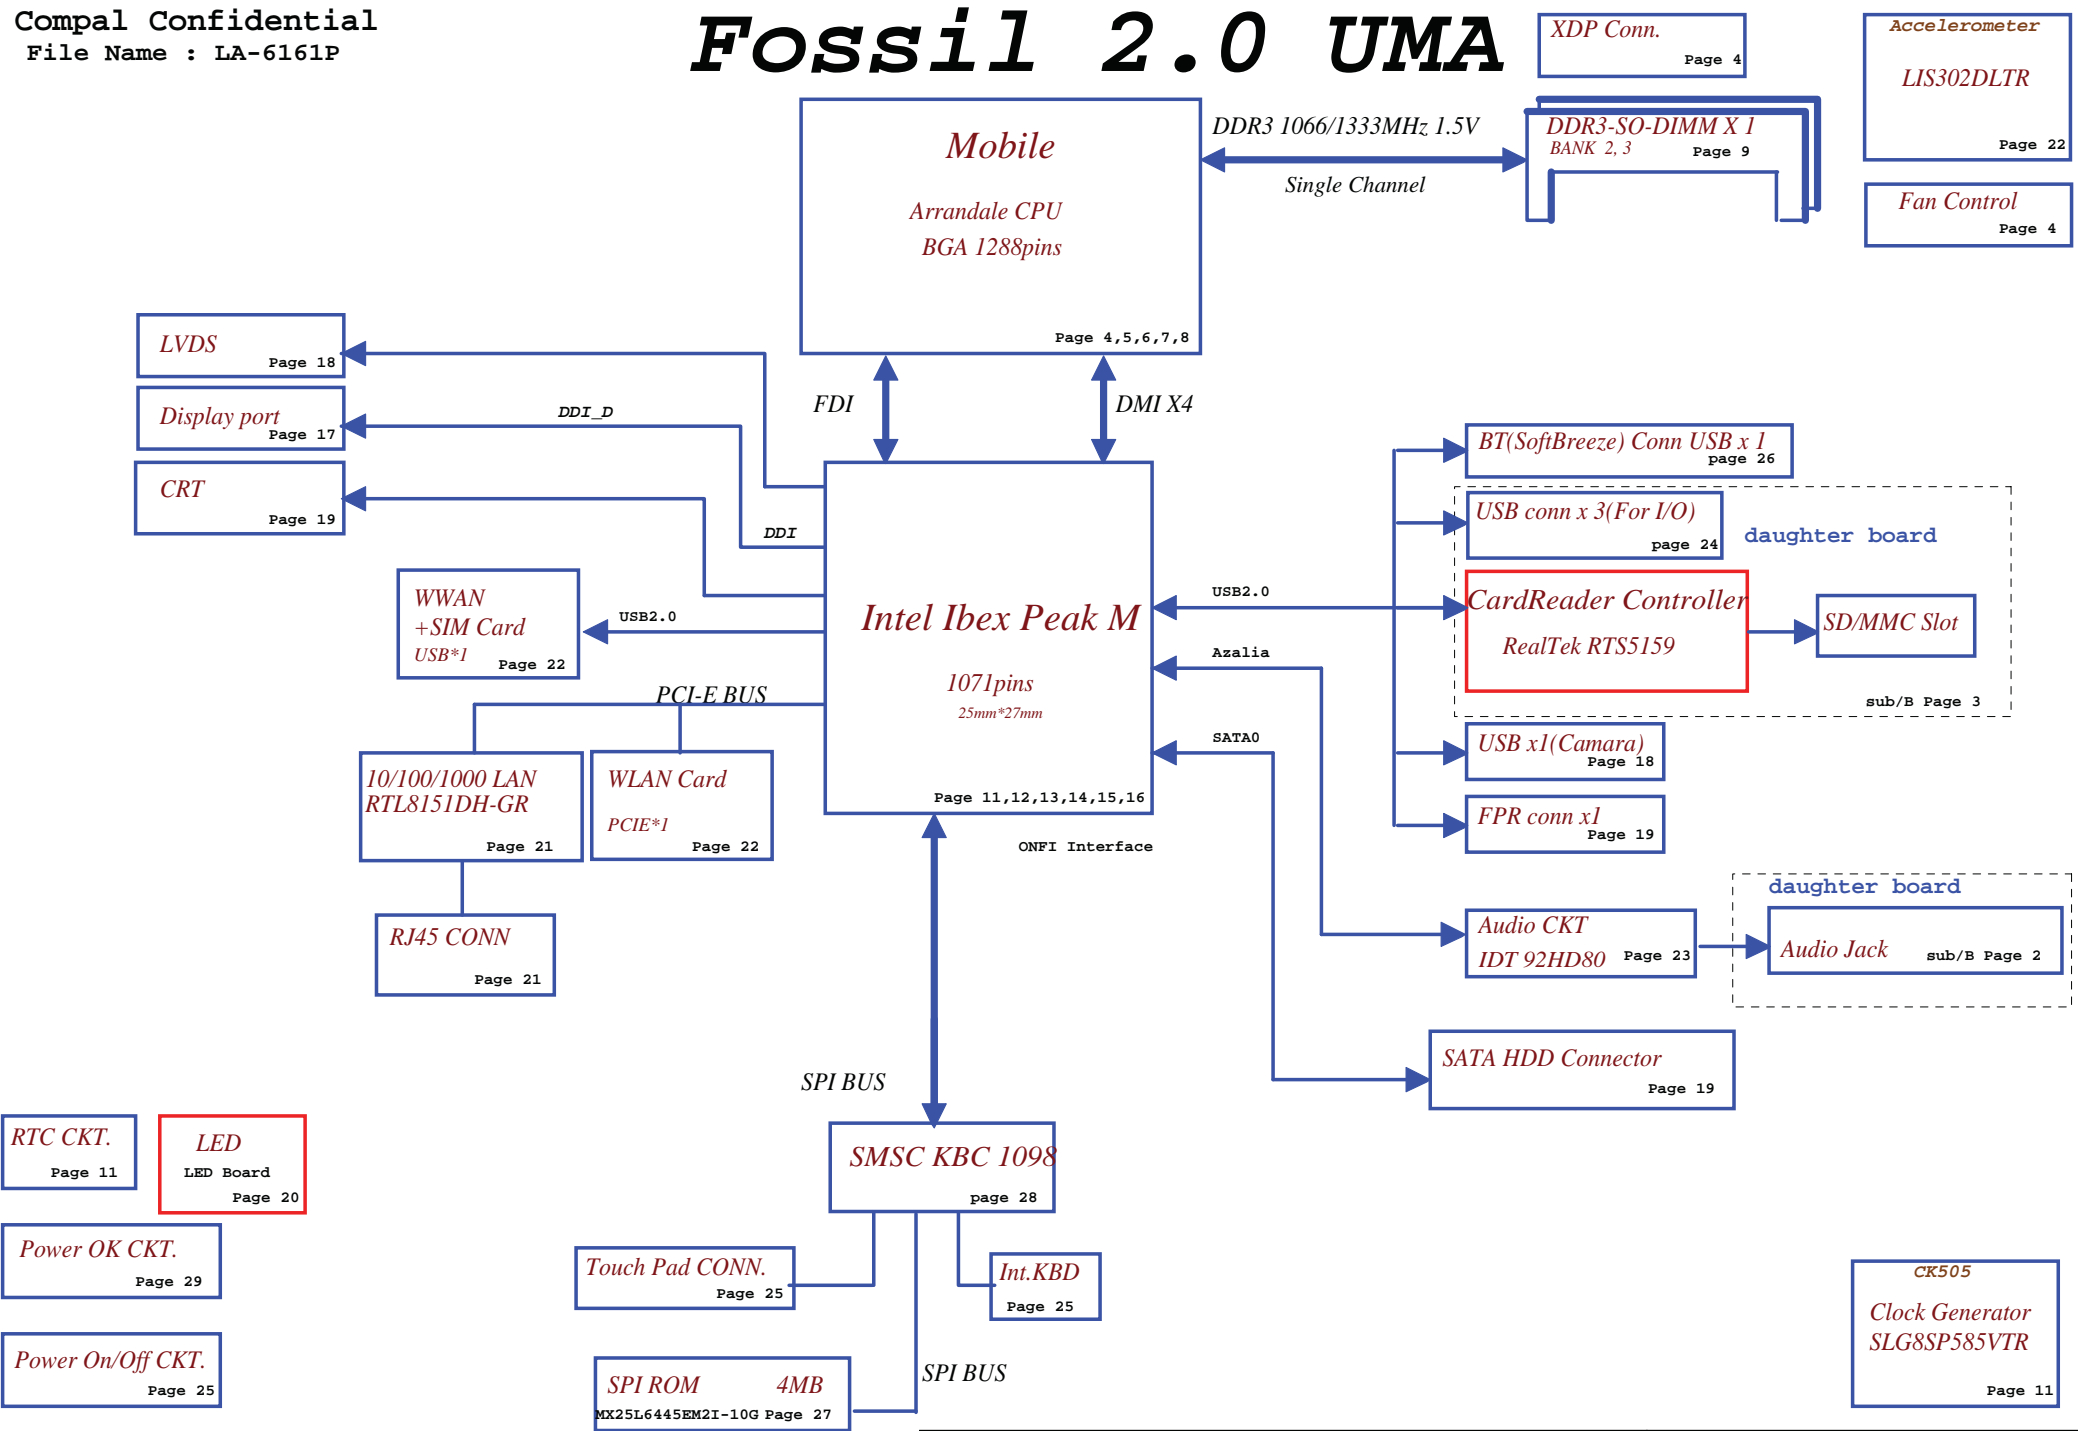 Compal Confidential
File Name : LA-6161P
Fossil 2.0 UMA
XDP Conn.
Page 4
Accelerometer
LIS302DLTR
Page 22
Mobile
Arrandale CPU
BGA 1288pins
Page 4,5,6,7,8
DDR3 1066/1333MHz 1.5V
Single Channel
DDR3-SO-DIMM X 1
BANK 2, 3
Page 9
Fan Control
Page 4
LVDS
Page 18
Display port
Page 17
CRT
Page 19
DDI_D
DDI
FDI
DMI X4
WWAN
+SIM Card
USB*1
Page 22
USB2.0
PCI-E BUS
Intel Ibex Peak M
1071pins
25mm*27mm
Page 11,12,13,14,15,16
ONFI Interface
USB2.0
Azalia
SATA0
BT(SoftBreeze) Conn USB x 1
page 26
USB conn x 3(For I/O)
page 24
daughter board
CardReader Controller
RealTek RTS5159
SD/MMC Slot
sub/B Page 3
USB x1(Camara)
Page 18
FPR conn x1
Page 19
10/100/1000 LAN
RTL8151DH-GR
Page 21
WLAN Card
PCIE*1
Page 22
RJ45 CONN
Page 21
daughter board
Audio CKT
IDT 92HD80
Page 23
Audio Jack
sub/B Page 2
SATA HDD Connector
Page 19
SPI BUS
SMSC KBC 1098
page 28
RTC CKT.
Page 11
LED
LED Board
Page 20
Power OK CKT.
Page 29
Power On/Off CKT.
Page 25
Touch Pad CONN.
Page 25
Int.KBD
Page 25
SPI ROM 4MB
MX25L6445EM2I-10G Page 27
SPI BUS
CK505
Clock Generator
SLG8SP585VTR
Page 11